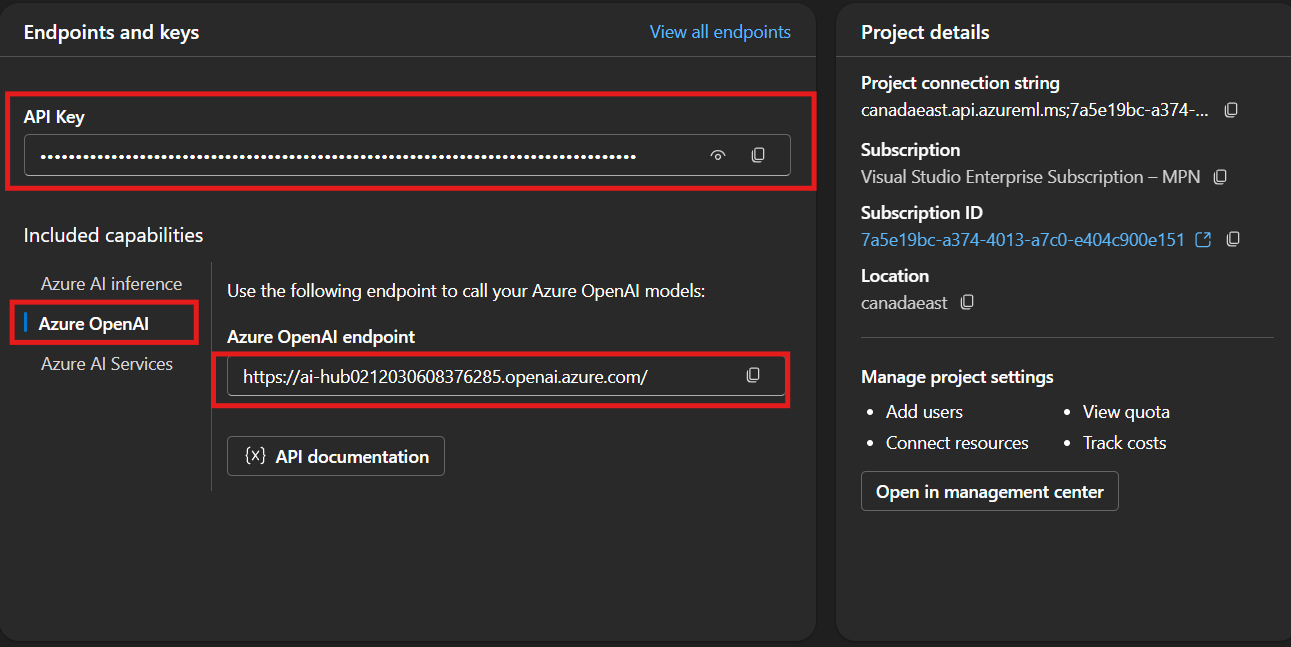 Endpoints and keys
View all endpoints
API Key
••••••••••••••••••••••••••••••••••••••••••••••••••••••••••••••••••••••••••••••••••••
Included capabilities
Azure AI inference
Azure OpenAI
Azure AI Services
Use the following endpoint to call your Azure OpenAI models:
Azure OpenAI endpoint
https://ai-hub0212030608376285.openai.azure.com/
{x} API documentation
Project details
Project connection string
canadaeast.api.azureml.ms;7a5e19bc-a374-...
Subscription
Visual Studio Enterprise Subscription – MPN
Subscription ID
7a5e19bc-a374-4013-a7c0-e404c900e151
Location
canadaeast
Manage project settings
• Add users
• View quota
• Connect resources
• Track costs
Open in management center